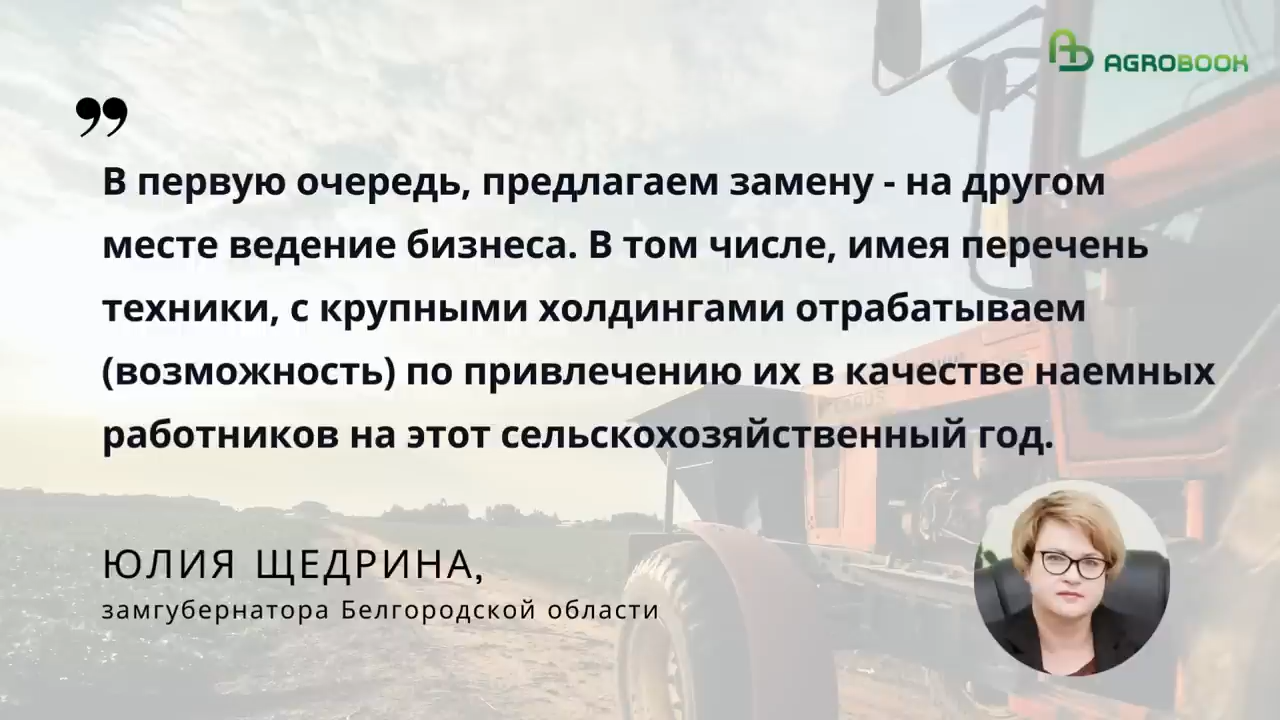 AGROBOOK
”
В первую очередь, предлагаем замену - на другом
месте ведение бизнеса. В том числе, имея перечень
техники, с крупными холдингами отрабатываем
(возможность) по привлечению их в качестве наемных
работников на этот сельскохозяйственный год.
ЮЛИЯ ЩЕДРИНА,
замгубернатора Белгородской области